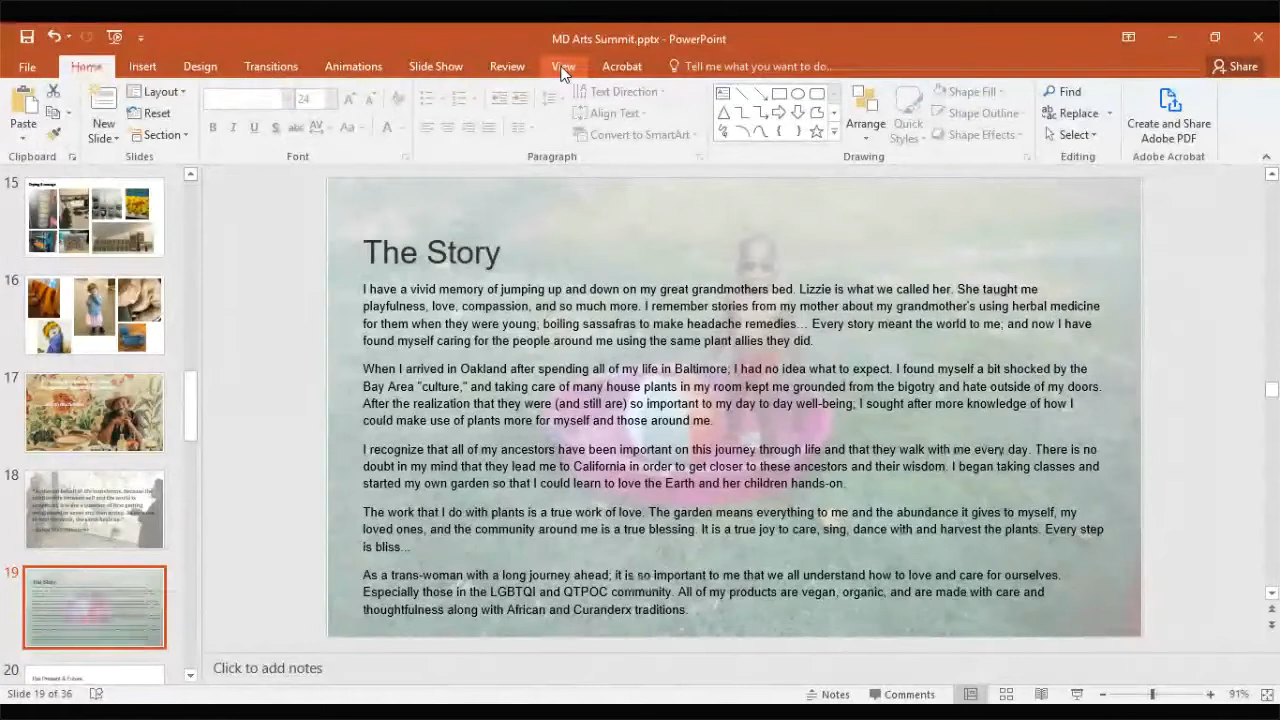 MD Arts Summit.pptx - PowerPoint
File Home Insert Design Transitions Animations Slide Show Review View Acrobat Tell me what you want to do... Share
Paste
New Slide
Layout
Reset
Section
24
Text Direction
Align Text
Convert to SmartArt
Arrange
Quick Styles
Shape Fill
Shape Outline
Shape Effects
Find
Replace
Select
Create and Share Adobe PDF
Clipboard Slides Font Paragraph Drawing Editing Adobe Acrobat
15
16
17
18
19
The Story
20
The Present & Future
The Story
I have a vivid memory of jumping up and down on my great grandmothers bed. Lizzie is what we called her. She taught me
playfulness, love, compassion, and so much more. I remember stories from my mother about my grandmother's using herbal medicine
for them when they were young; boiling sassafras to make headache remedies... Every story meant the world to me; and now I have
found myself caring for the people around me using the same plant allies they did.
When I arrived in Oakland after spending all of my life in Baltimore, I had no idea what to expect. I found myself a bit shocked by the
Bay Area "culture," and taking care of many house plants in my room kept me grounded from the bigotry and hate outside of my doors.
After the realization that they were (and still are) so important to my day to day well-being, I sought after more knowledge of how I
could make use of plants more for myself and those around me.
I recognize that all of my ancestors have been important on this journey through life and that they walk with me every day. There is no
doubt in my mind that they lead me to California in order to get closer to these ancestors and their wisdom. I began taking classes and
started my own garden so that I could learn to love the Earth and her children hands-on.
The work that I do with plants is a true work of love. The garden means everything to me and the abundance it gives to myself, my
loved ones, and the community around me is a true blessing. It is a true joy to care, sing, dance with and harvest the plants. Every step
is bliss...
As a trans-woman with a long journey ahead; it is so important to me that we all understand how to love and care for ourselves.
Especially those in the LGBTQI and QTPOC community. All of my products are vegan, organic, and are made with care and
thoughtfulness along with African and Curanderx traditions.
Click to add notes
Slide 19 of 36
Notes Comments 91%